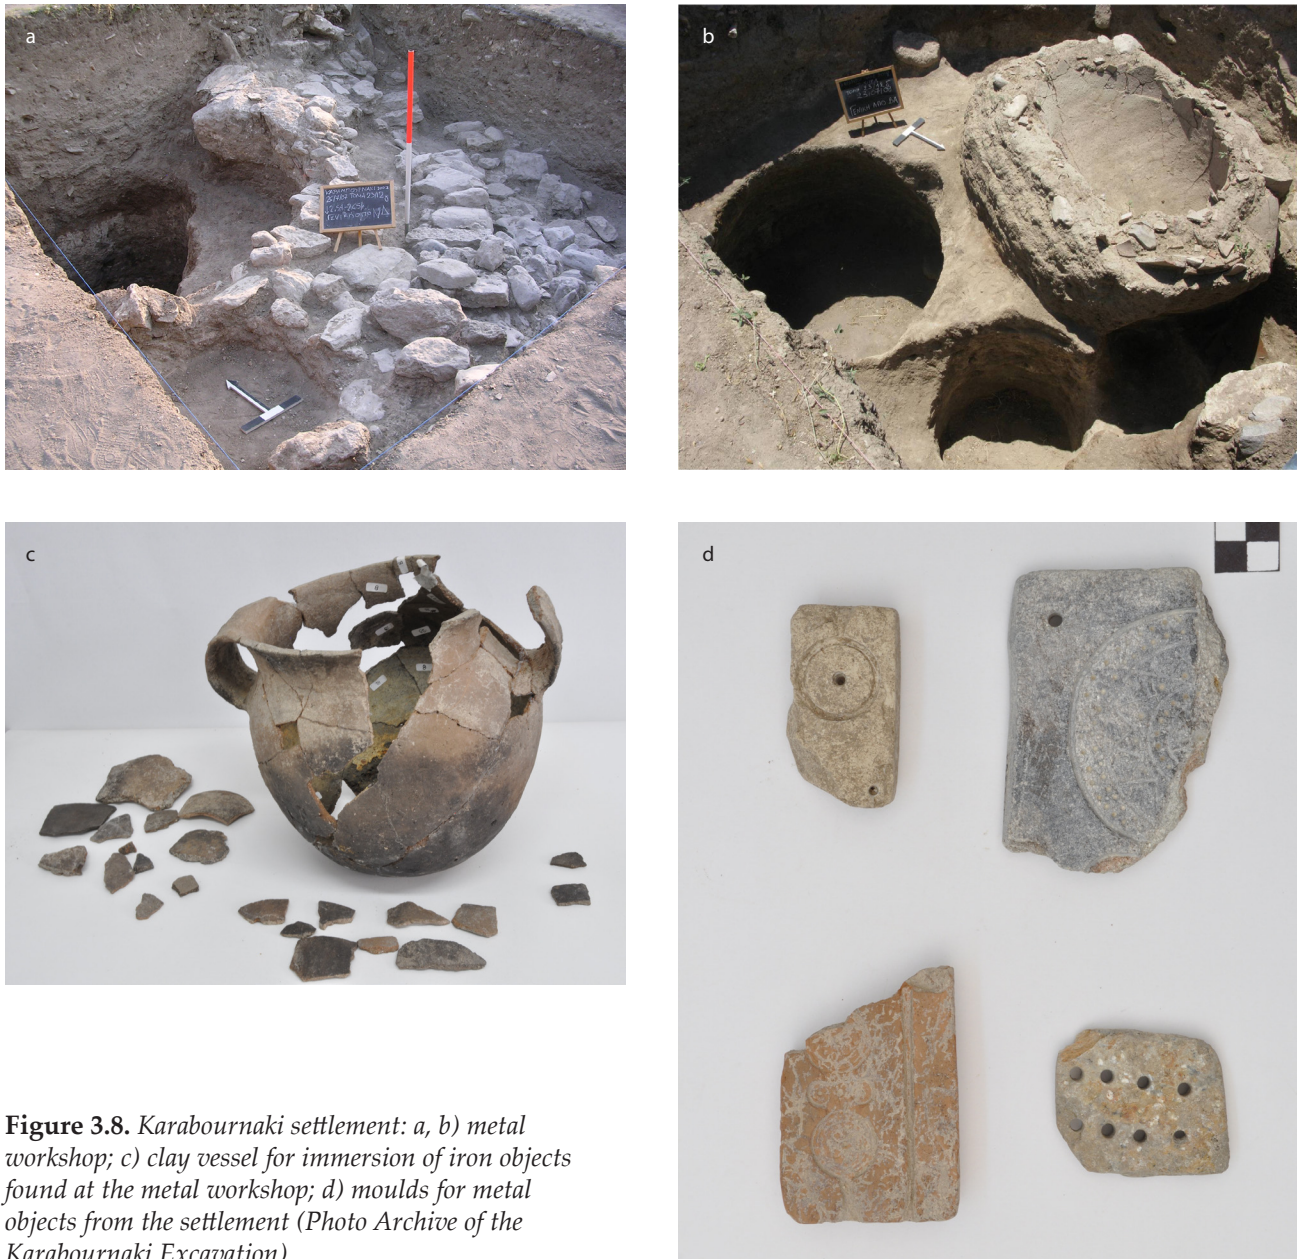 a
b
c
d
Figure 3.8. Karabournaki settlement: a, b) metal
workshop; c) clay vessel for immersion of iron objects
found at the metal workshop; d) moulds for metal
objects from the settlement (Photo Archive of the
Karabournaki Excavation).